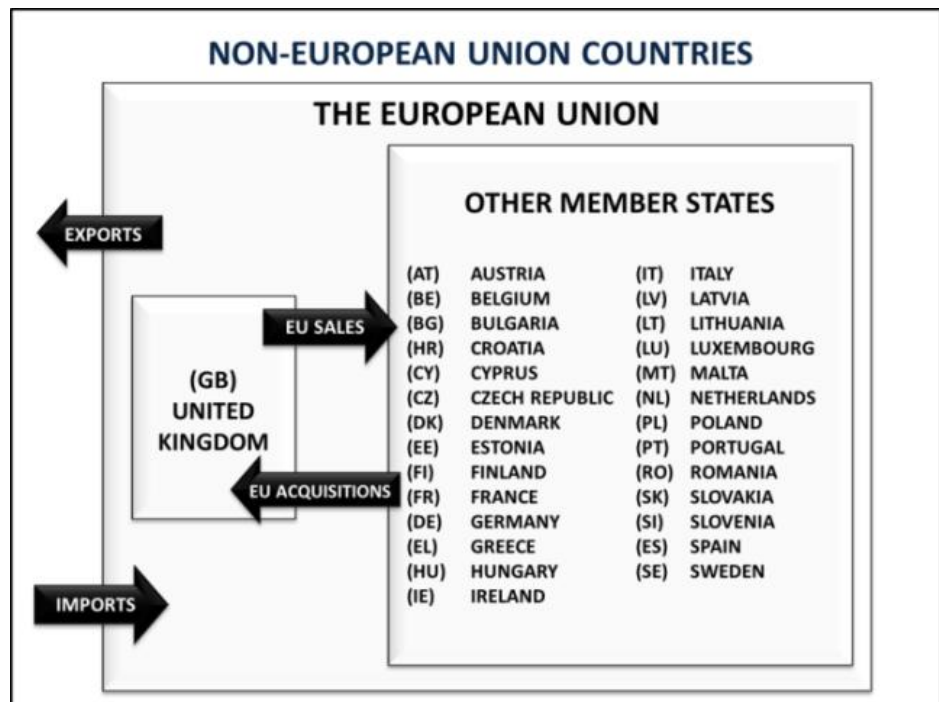 NON-EUROPEAN UNION COUNTRIES
THE EUROPEAN UNION
OTHER MEMBER STATES
EXPORTS
(AT) AUSTRIA (IT) ITALY
(BE) BELGIUM (LV) LATVIA
EU SALES
(BG) BULGARIA (LT) LITHUANIA
(HR) CROATIA (LU) LUXEMBOURG
(GB)
UNITED
KINGDOM
(CY) CYPRUS (MT) MALTA
(CZ) CZECH REPUBLIC (NL) NETHERLANDS
(DK) DENMARK (PL) POLAND
(EE) ESTONIA (PT) PORTUGAL
(FI) FINLAND (RO) ROMANIA
EU ACQUISITIONS
(FR) FRANCE (SK) SLOVAKIA
(DE) GERMANY (SI) SLOVENIA
(EL) GREECE (ES) SPAIN
(HU) HUNGARY (SE) SWEDEN
(IE) IRELAND
IMPORTS